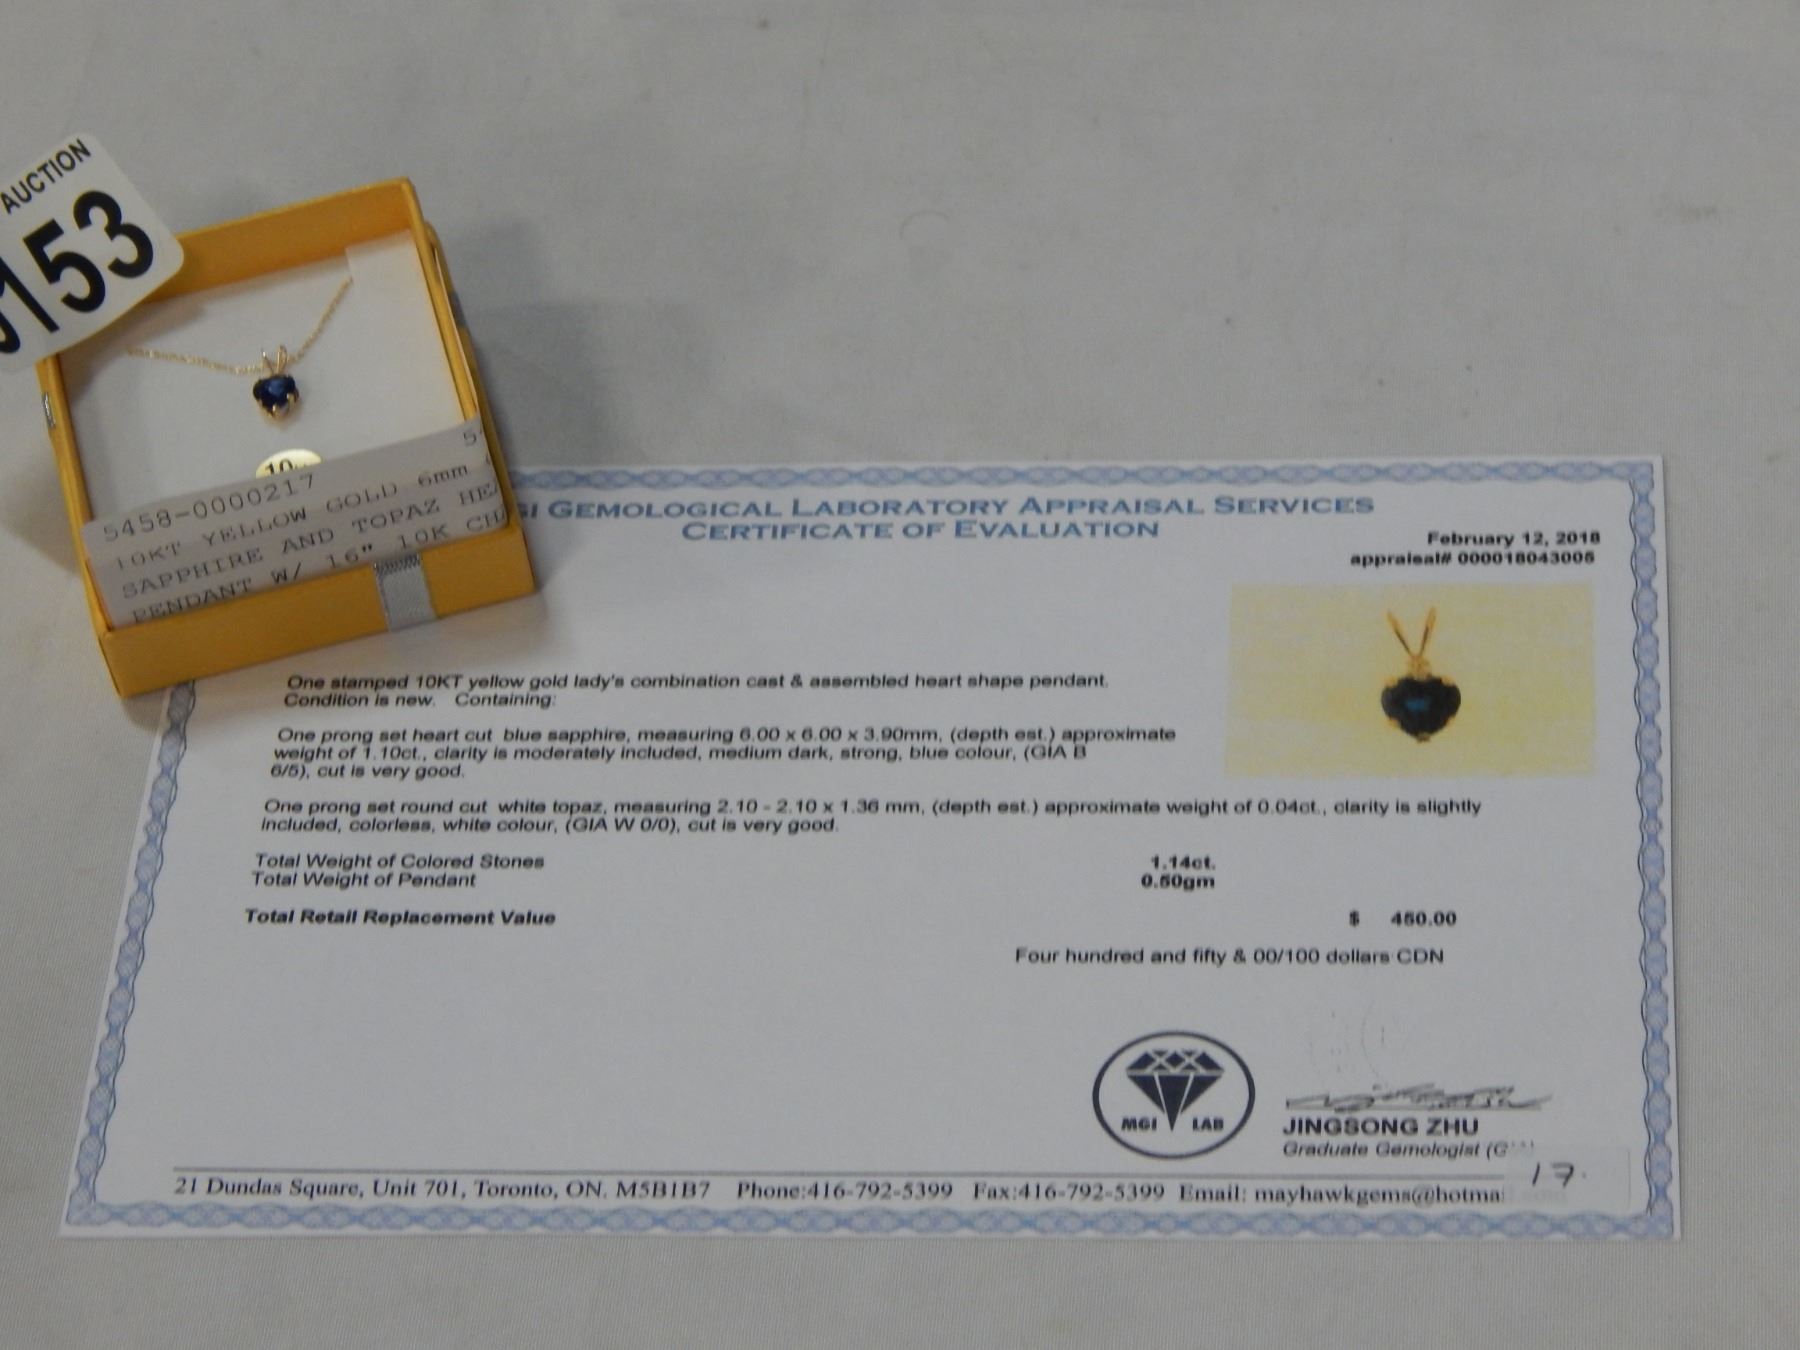 AUCTION
153
10
5458-0000217
10KT YELLOW GOLD 6mm
SAPPHIRE AND TOPAZ HEA
PENDANT W/ 16" 10K CHA
GI GEMOLOGICAL LABORATORY APPRAISAL SERVICES
CERTIFICATE OF EVALUATION
February 12, 2018
appraisal# 000018043005
One stamped 10KT yellow gold lady's combination cast & assembled heart shape pendant.
Condition is new. Containing:
One prong set heart cut blue sapphire, measuring 6.00 x 6.00 x 3.90mm, (depth est.) approximate
weight of 1.10ct., clarity is moderately included, medium dark, strong, blue colour, (GIA B
6/5), cut is very good.
One prong set round cut white topaz, measuring 2.10 - 2.10 x 1.36 mm, (depth est.) approximate weight of 0.04ct., clarity is slightly
included, colorless, white colour, (GIA W 0/0), cut is very good.
Total Weight of Colored Stones 1.14ct.
Total Weight of Pendant 0.50gm
Total Retail Replacement Value $ 450.00
Four hundred and fifty & 00/100 dollars CDN
MGI LAB
JINGSONG ZHU
Graduate Gemologist (G
17.
21 Dundas Square, Unit 701, Toronto, ON. M5B1B7 Phone:416-792-5399 Fax:416-792-5399 Email: mayhawkgems@hotma